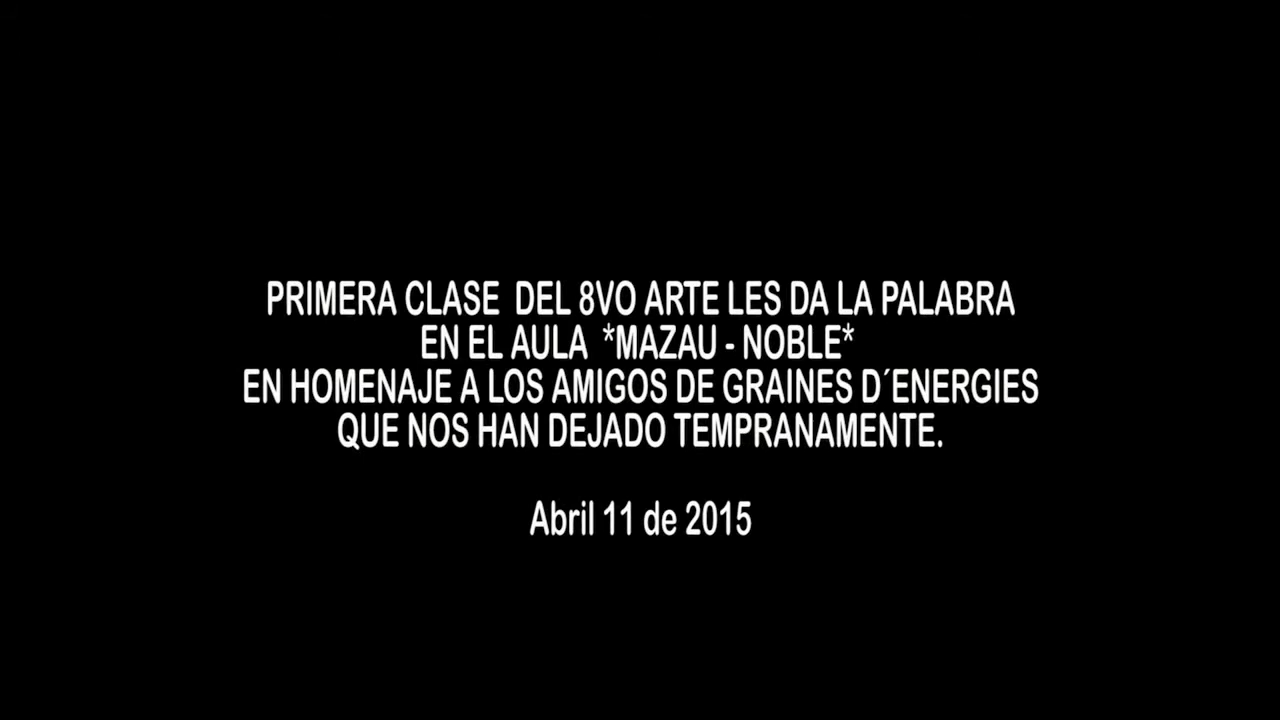 PRIMERA CLASE  DEL 8VO ARTE LES DA LA PALABRA
EN EL AULA  *MAZAU - NOBLE*
EN HOMENAJE A LOS AMIGOS DE GRAINES D´ENERGIES
QUE NOS HAN DEJADO TEMPRANAMENTE.
Abril 11 de 2015